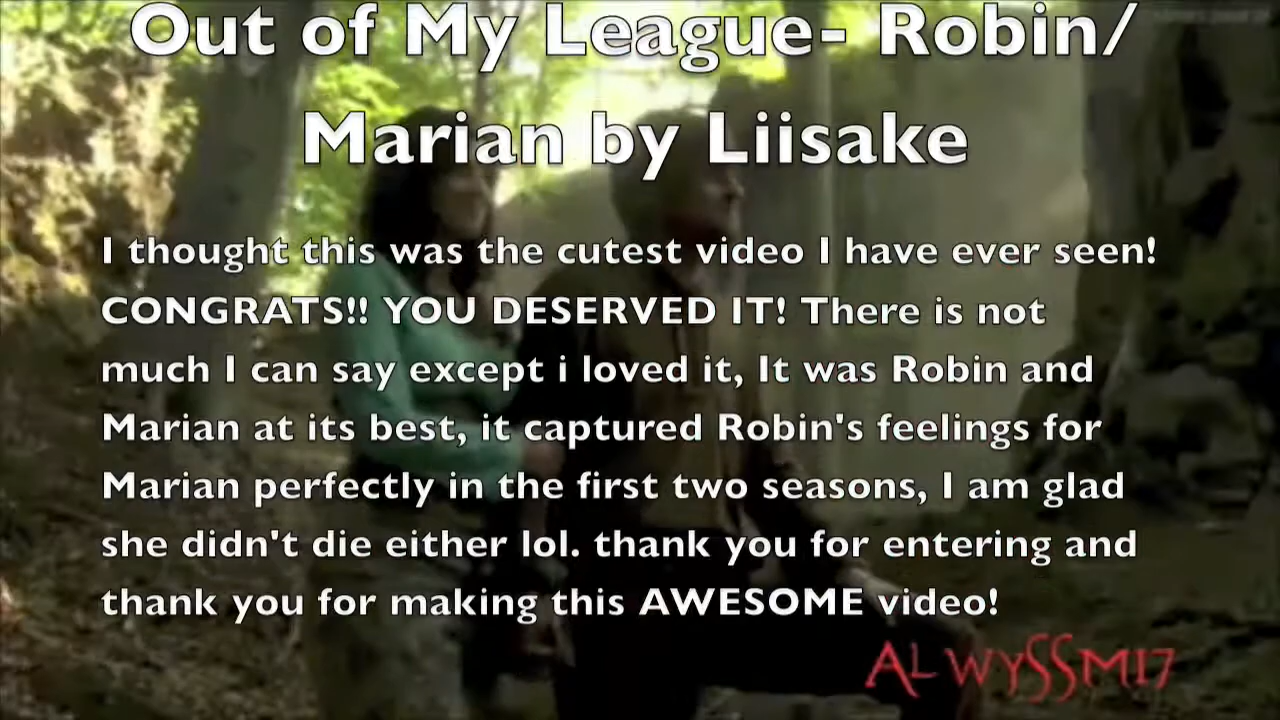 Out of My League- Robin/
Marian by Liisake
I thought this was the cutest video I have ever seen!
CONGRATS!! YOU DESERVED IT! There is not
much I can say except i loved it, It was Robin and
Marian at its best, it captured Robin's feelings for
Marian perfectly in the first two seasons, I am glad
she didn't die either lol. thank you for entering and
thank you for making this AWESOME video!
ALWYSSMI7